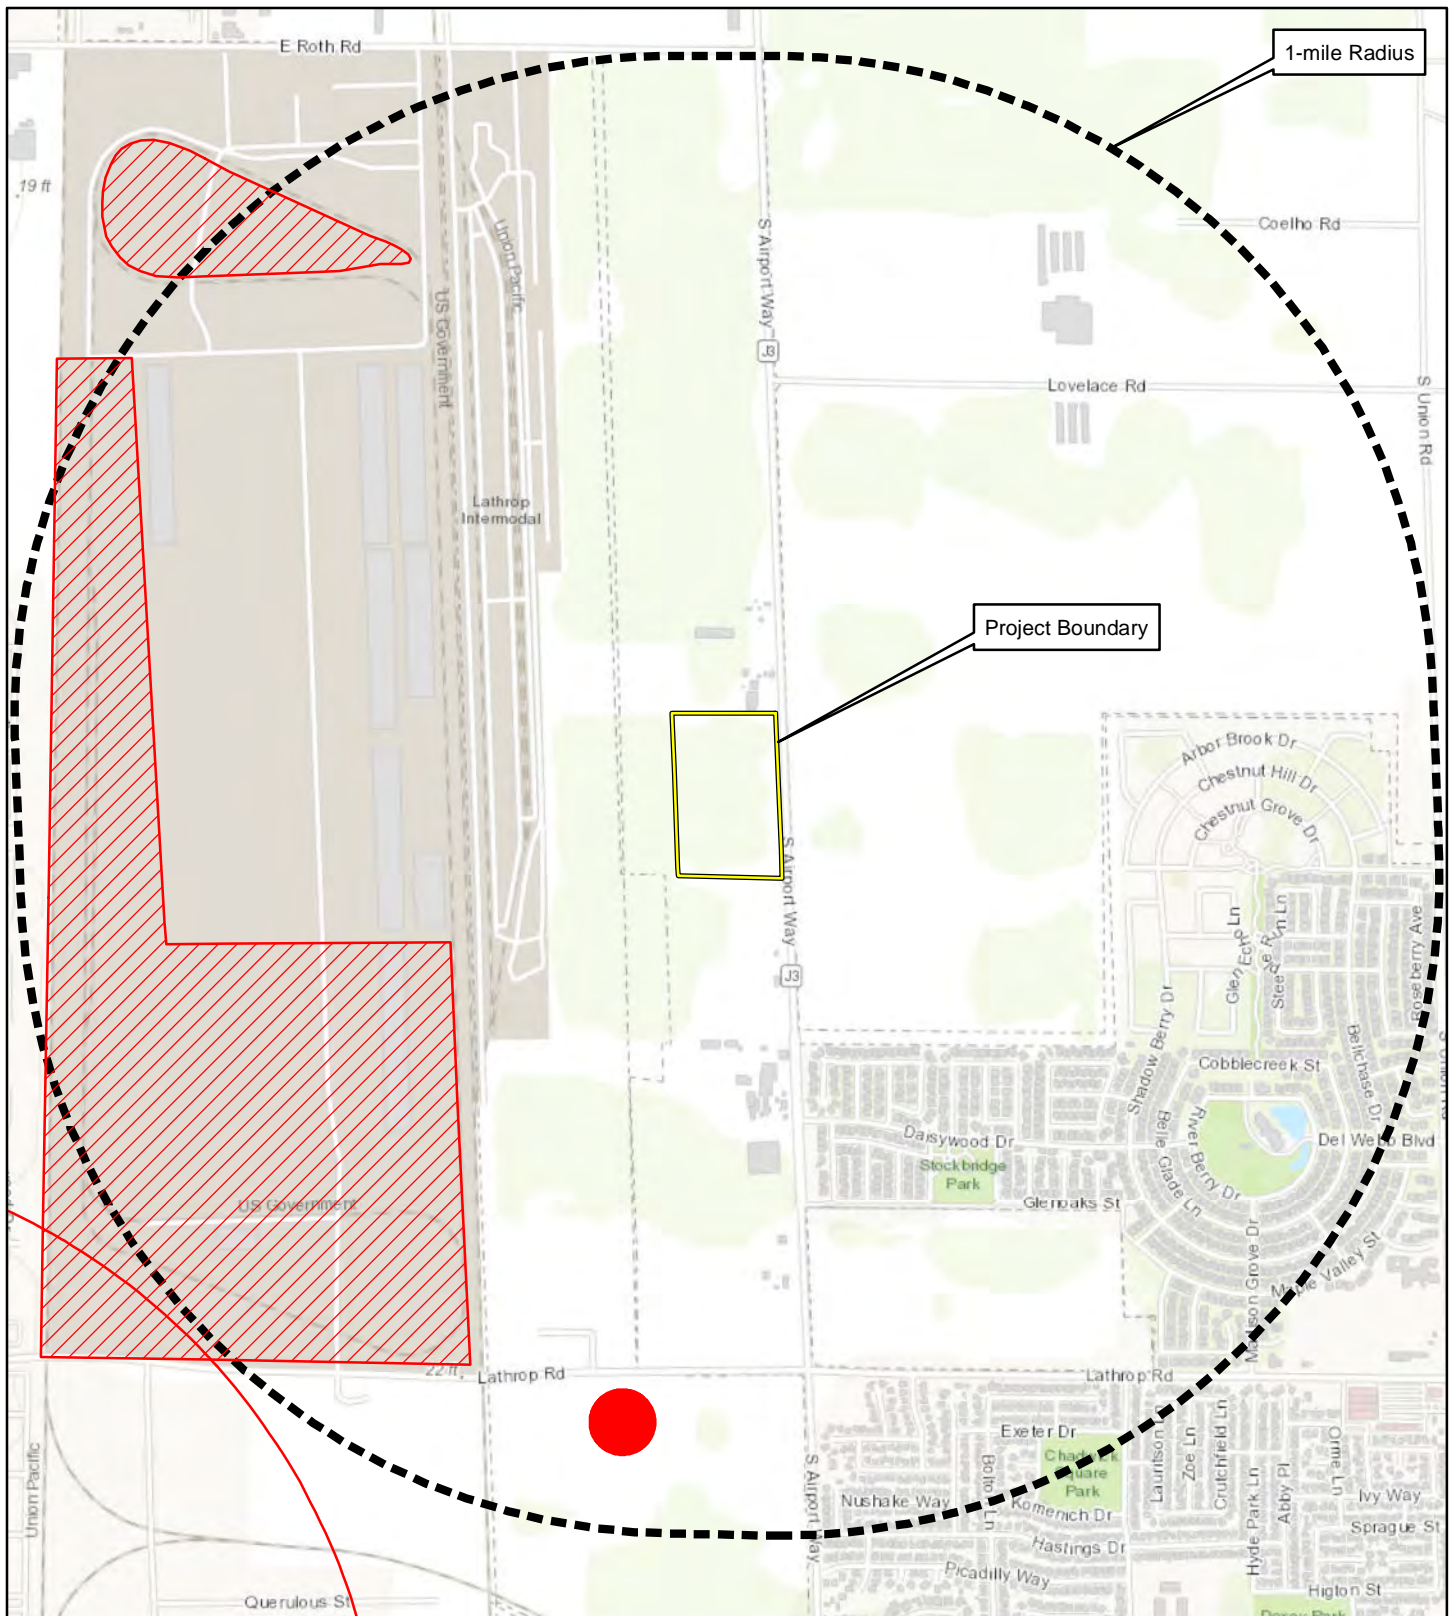 E Roth Rd
1-mile Radius
19 ft
Coelho Rd
S Airport Way
Union Pacific
US Government
J3
Lovelace Rd
S Union Rd
Lathrop
Intermodal
Project Boundary
Arbor Brook Dr
Chestnut Hill Dr
Chestnut Grove Dr
S Airport Way
J3
Glen Echo Ln
Roseberry Ave
Shadow Berry Dr
Cobblecreek St
Bellchase Dr
Daisywood Dr
Stockbridge
Park
Belle Glade Ln
River Berry Dr
Del Webb Blvd
Glenoaks St
US Government
Madison Grove Dr
Maple Valley St
22 ft
Lathrop Rd
Lathrop Rd
Exeter Dr
Chadwick
Square
Park
Launtson Ln
Zoe Ln
Crutchfield Ln
Orme Ln
Union Pacific
S Airport Way
Nushake Way
Bolton Ln
Komenich Dr
Hyde Park Ln
Abby Pl
Ivy Way
Sprague St
Hastings Dr
Picadilly Way
Querulous St
Higton St